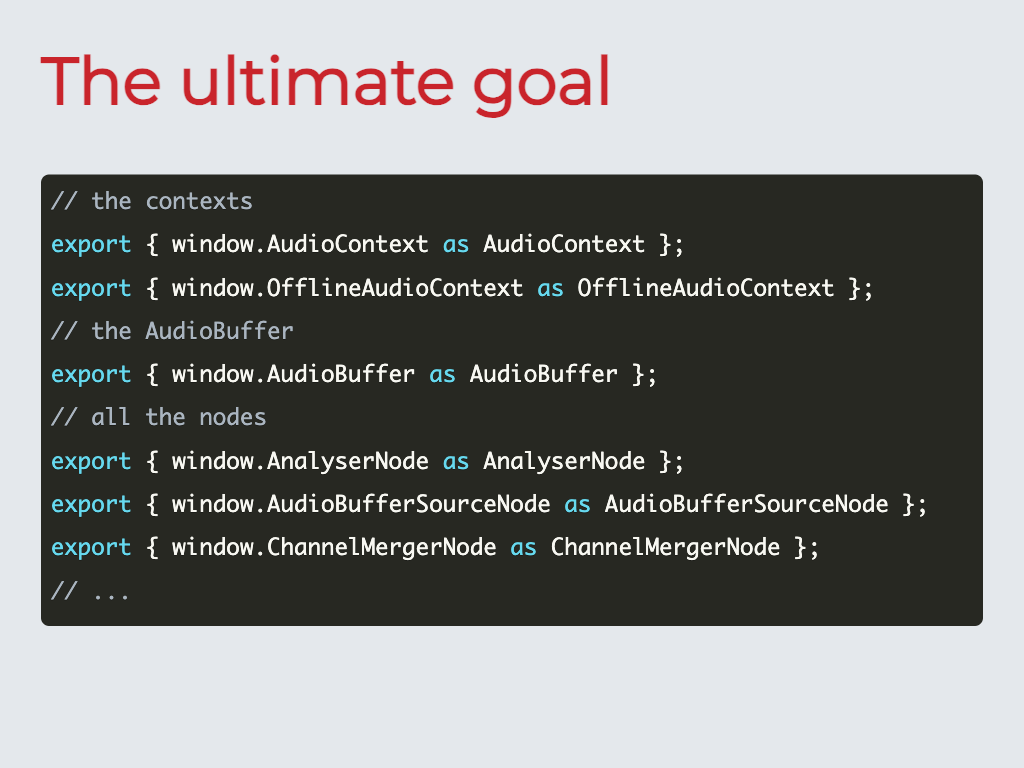 The ultimate goal
// the contexts
export { window.AudioContext as AudioContext };
export { window.OfflineAudioContext as OfflineAudioContext };
// the AudioBuffer
export { window.AudioBuffer as AudioBuffer };
// all the nodes
export { window.AnalyserNode as AnalyserNode };
export { window.AudioBufferSourceNode as AudioBufferSourceNode };
export { window.ChannelMergerNode as ChannelMergerNode };
// ...